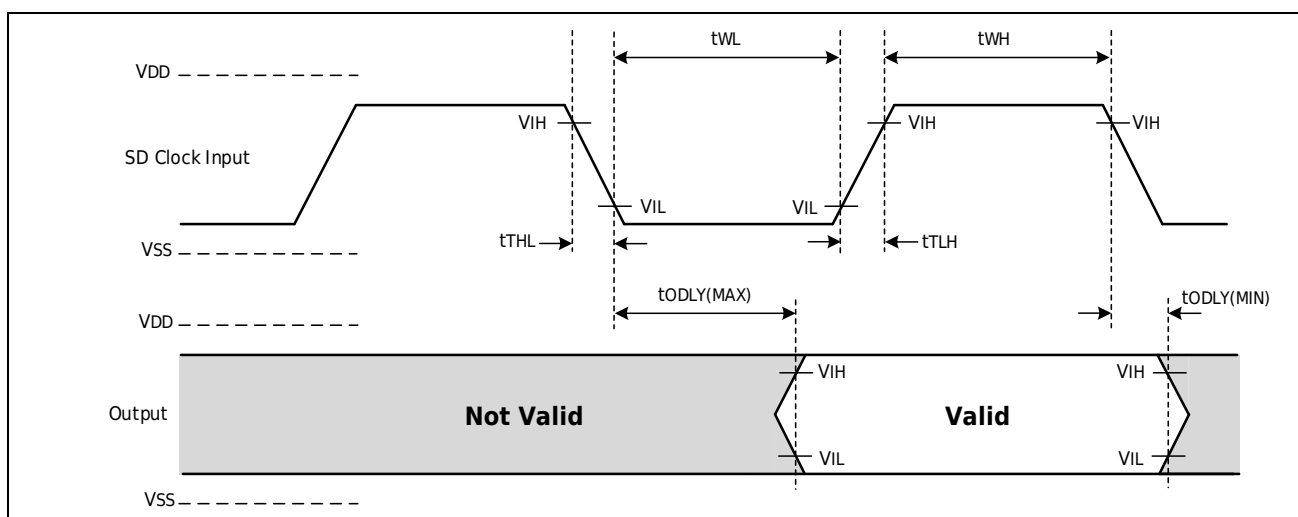 tWL tWH
VDD
VIH VIH VIH
SD Clock Input
VIL VIL
tTHL tTLH
VSS
tODLY(MAX) tODLY(MIN)
VDD
VIH VIH
Output Not Valid Valid
VIL VIL
VSS